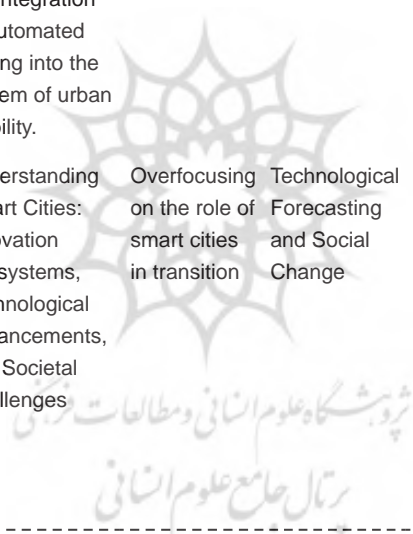 ntegration
utomated
ng into the
em of urban
ility.
erstanding
art Cities:
vation
systems,
hnological
ancements,
Societal
llenges
Overfocusing
on the role of
smart cities
in transition
Technological
Forecasting
and Social
Change
پژوهشگاه علوم انسانی و مطالعات فرهنگی
پرتال جامع علوم انسانی